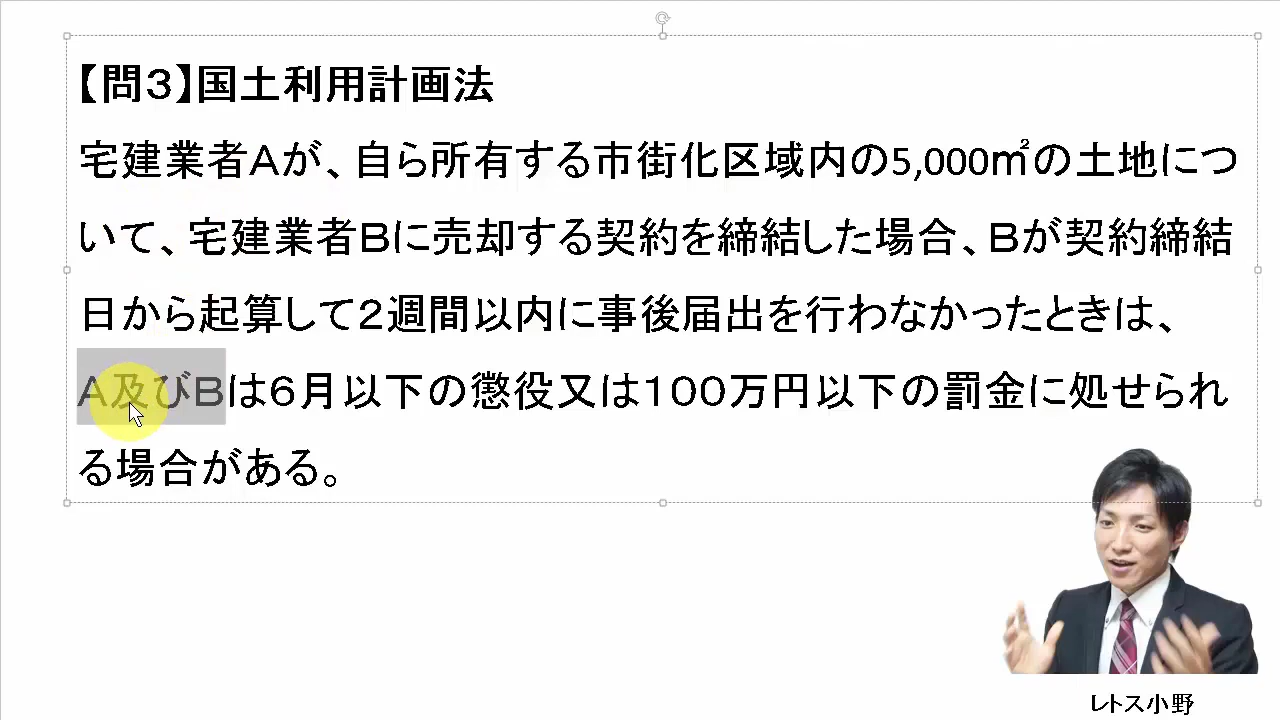 【問３】国土利用計画法
宅建業者Ａが、自ら所有する市街化区域内の5,000㎡の土地につ
いて、宅建業者Ｂに売却する契約を締結した場合、Ｂが契約締結
日から起算して２週間以内に事後届出を行わなかったときは、
Ａ及びＢは６月以下の懲役又は１００万円以下の罰金に処せられ
る場合がある。
レトス小野